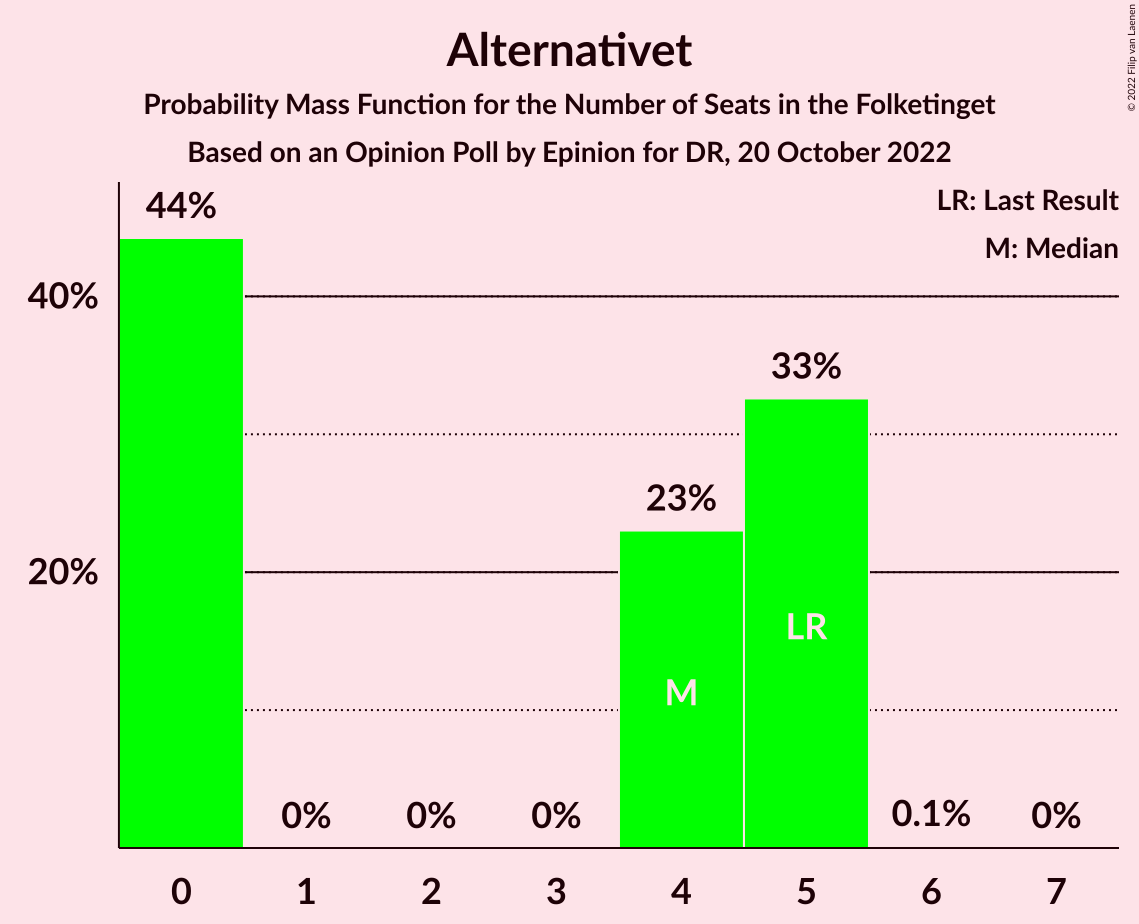 Alternativet
Probability Mass Function for the Number of Seats in the Folketinget
Based on an Opinion Poll by Epinion for DR, 20 October 2022
© 2022 Filip van Laenen
LR: Last Result
M: Median
44%
40%
33%
23%
20%
LR
M
0%
0%
0%
0.1%
0%
0
1
2
3
4
5
6
7